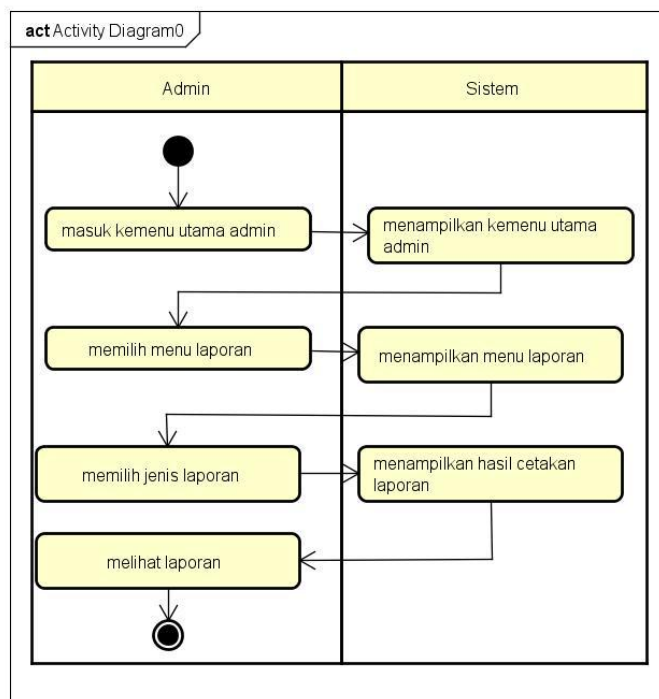 act Activity Diagram0
Admin
Sistem
masuk kemenu utama admin
menampilkan kemenu utama
admin
memilih menu laporan
menampilkan menu laporan
memilih jenis laporan
menampilkan hasil cetakan
laporan
melihat laporan